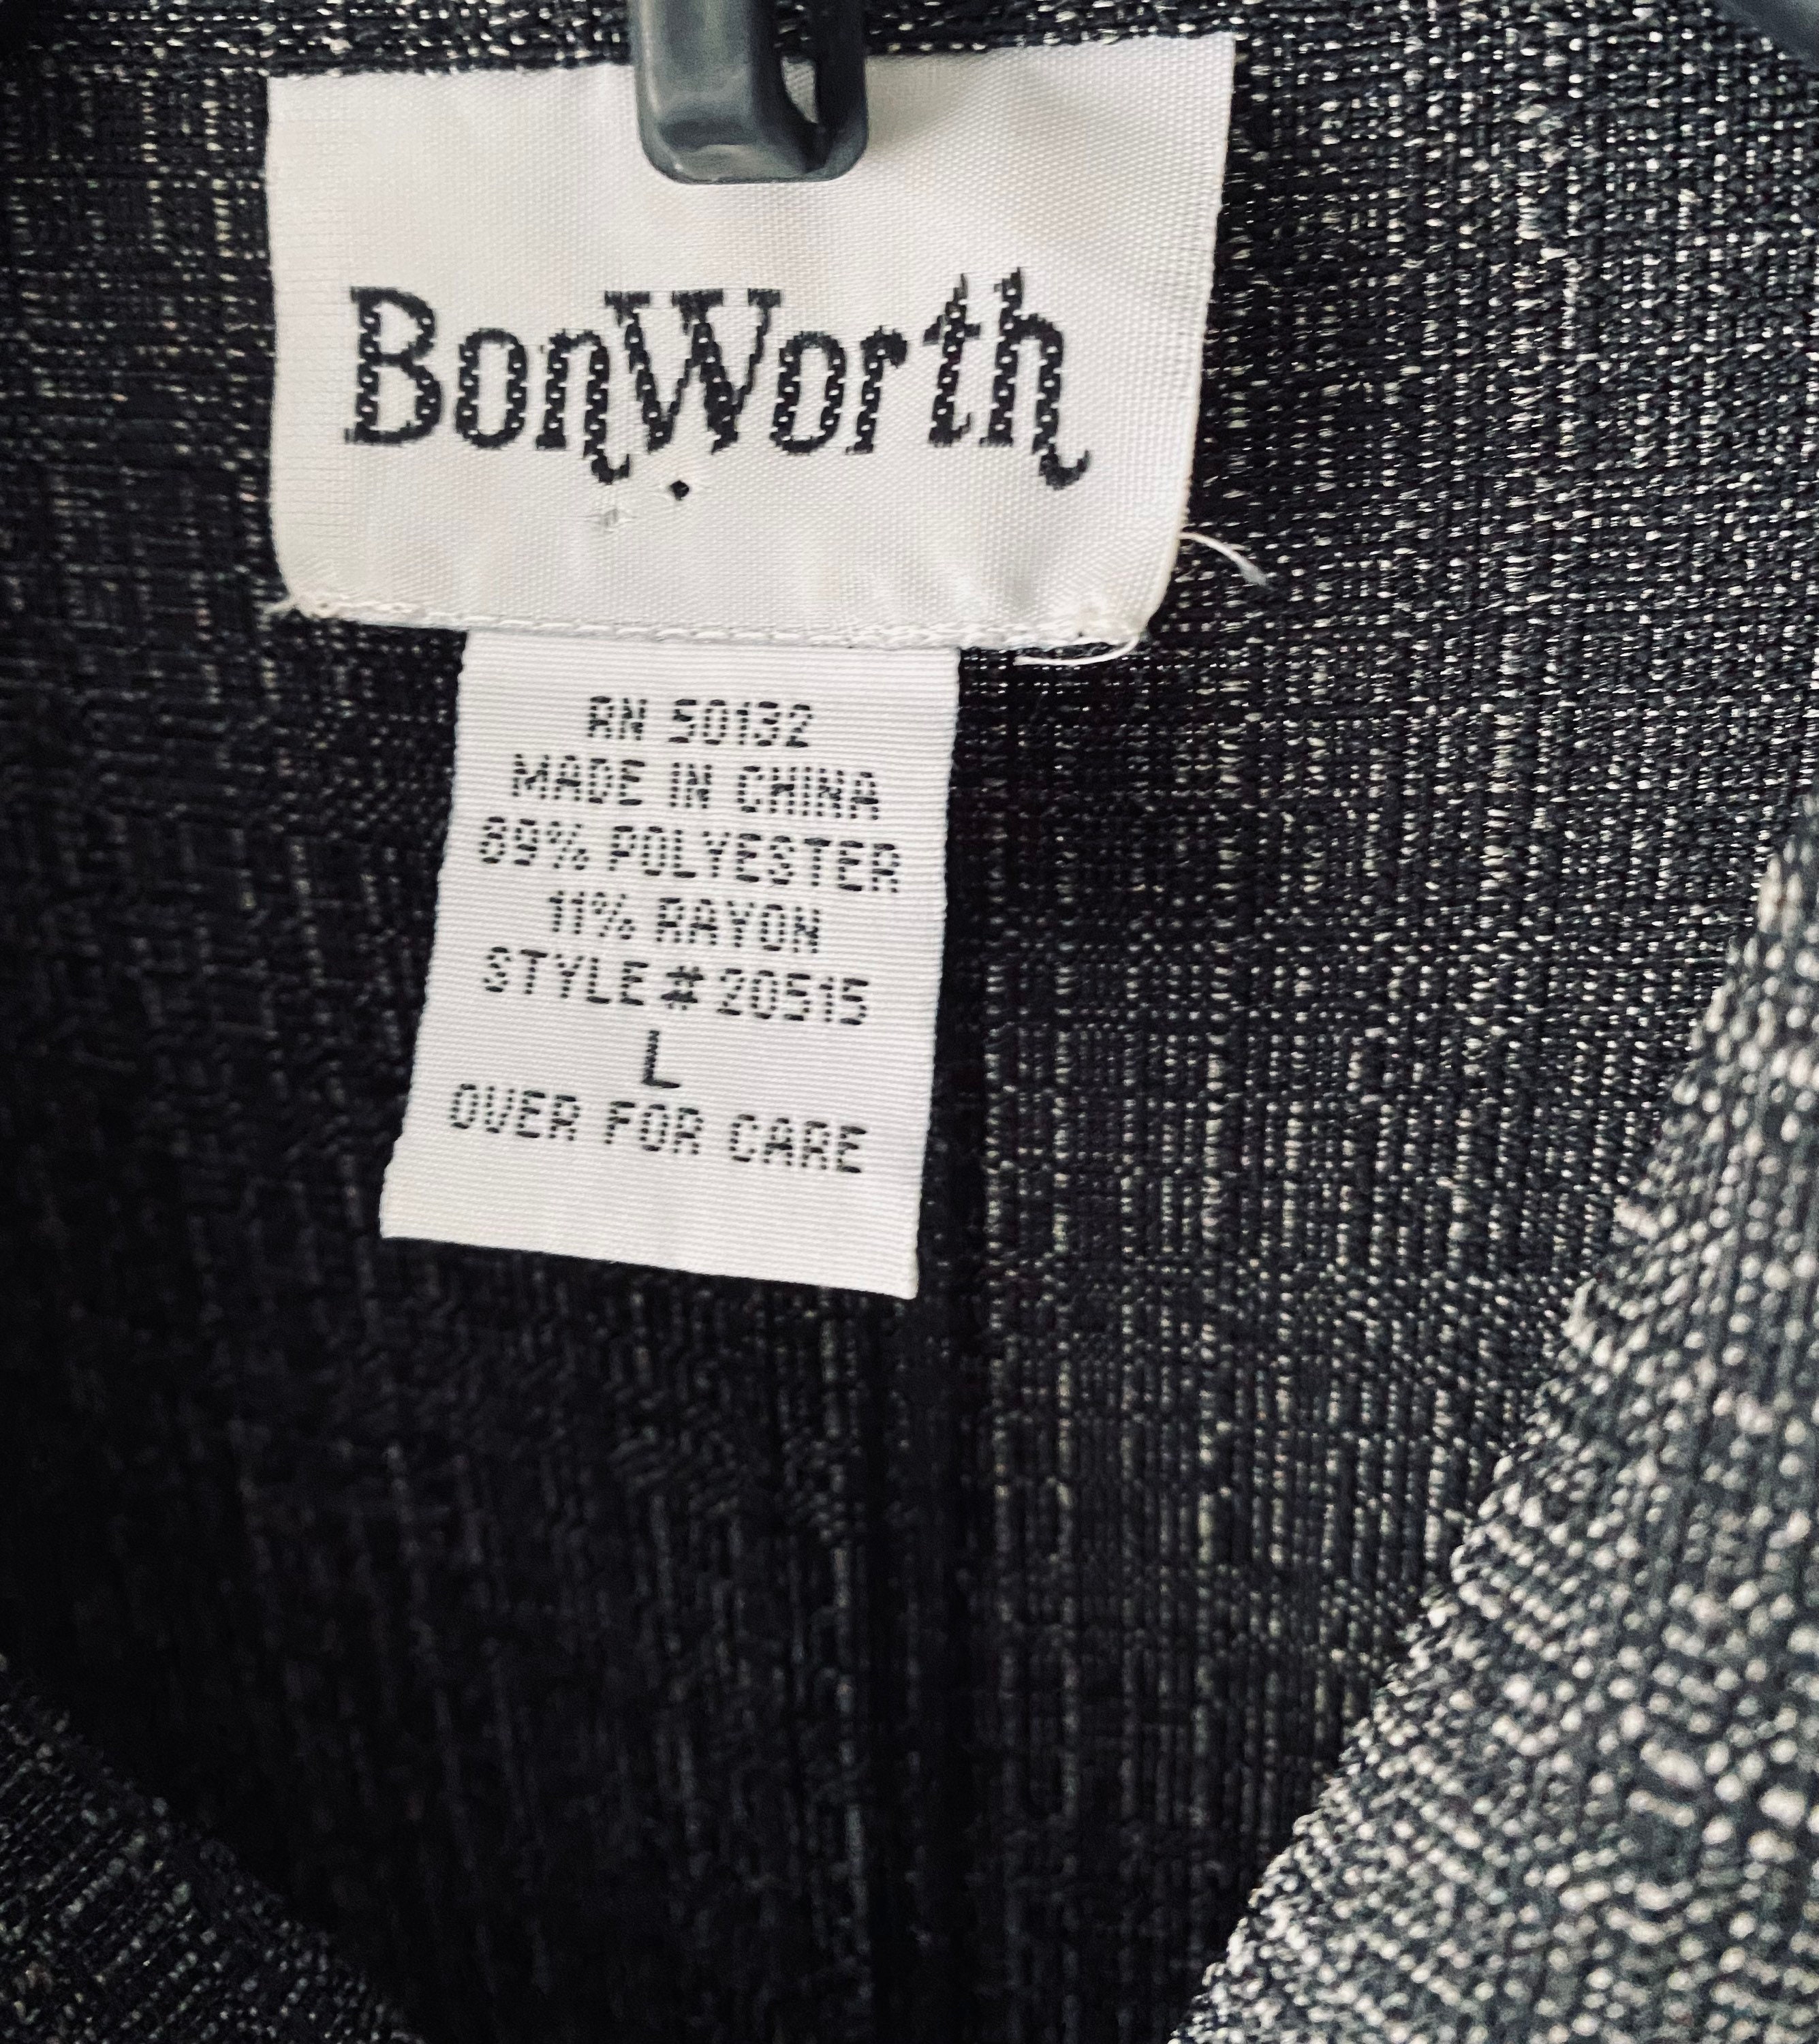 BonWorth
RN 50132
MADE IN CHINA
89% POLYESTER
11% RAYON
STYLE # 20515
L
OVER FOR CARE